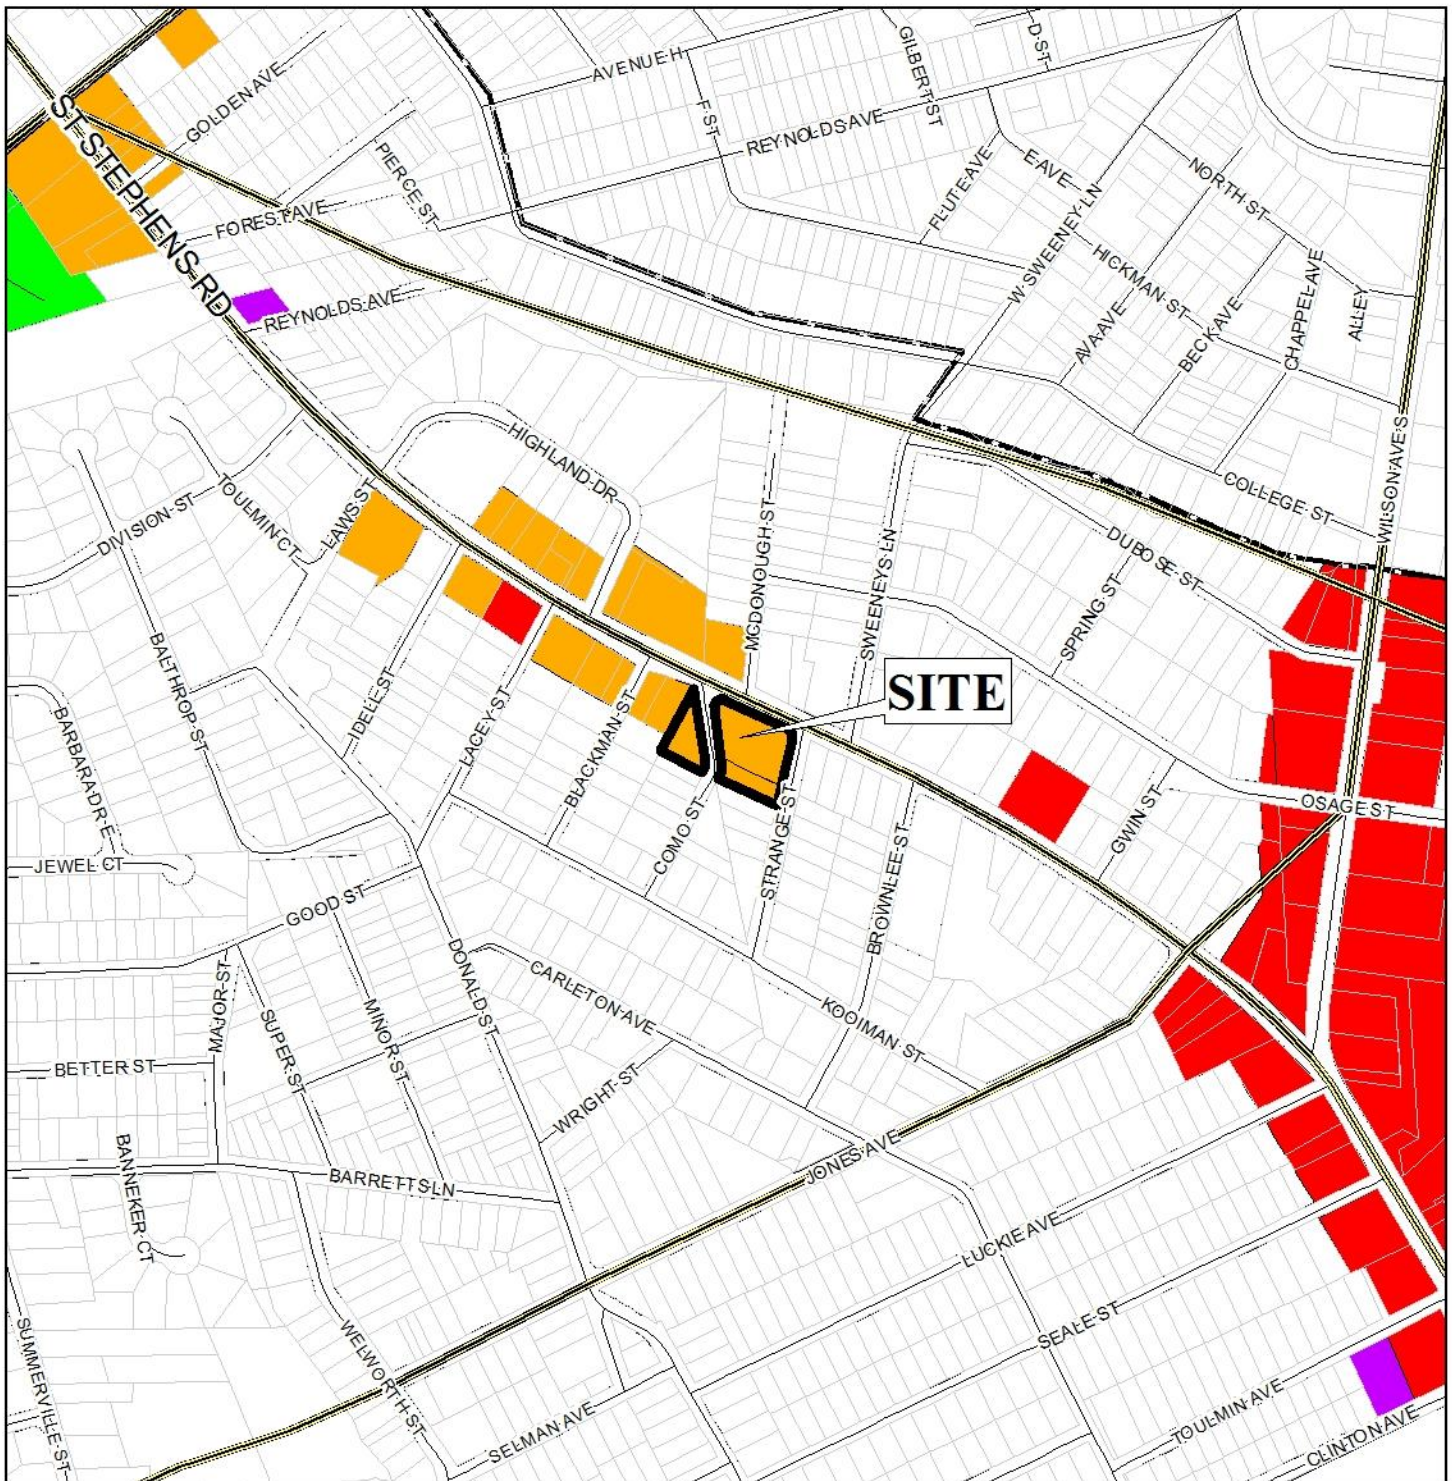 AVENUE H
GILBERT ST
D ST
ST STEPHENS RD
GOLDEN AVE
F ST
REYNOLDS AVE
PIERCE ST
FLUTE AVE
E AVE
NORTH ST
FOREST AVE
W SWEENEY LN
HICKMAN ST
REYNOLDS AVE
AVA AVE
BECK AVE
CHAPPEL AVE
ALLEY
HIGHLAND DR
WILSON AVE S
COLLEGE ST
DIVISION ST
TOULMIN CT
LAWS ST
MCDONOUGH ST
SWEENEYS LN
DUBOSE ST
SPRING ST
BALTHROP ST
IDELL ST
LACEY ST
BLACKMAN ST
SITE
BARBARA DR E
COMO ST
STRANGE ST
BROWNLEE ST
GWIN ST
OSAGE ST
JEWEL CT
GOOD ST
DONALD ST
CARLETON AVE
KOOIMAN ST
MAJOR ST
SUPER ST
MINOR ST
BETTER ST
WRIGHT ST
BANNEKER CT
BARRETTS LN
JONES AVE
LUCKIE AVE
SEALE ST
SUMMERVILLE ST
WELWORTH ST
SELMAN AVE
TOULMIN AVE
CLINTON AVE